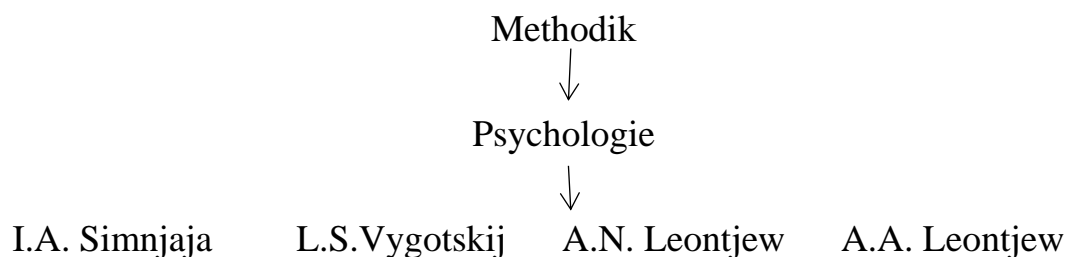 Methodik
Psychologie
I.A. Simnjaja L.S.Vygotskij A.N. Leontjew A.A. Leontjew